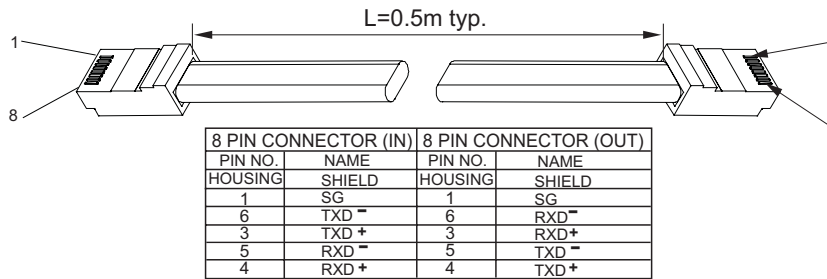 L=0.5m typ.
1
8
8 PIN CONNECTOR (IN) 8 PIN CONNECTOR (OUT)
PIN NO. NAME PIN NO. NAME
HOUSING SHIELD HOUSING SHIELD
1 SG 1 SG
6 TXD - 6 RXD-
3 TXD + 3 RXD+
5 RXD - 5 TXD -
4 RXD + 4 TXD+